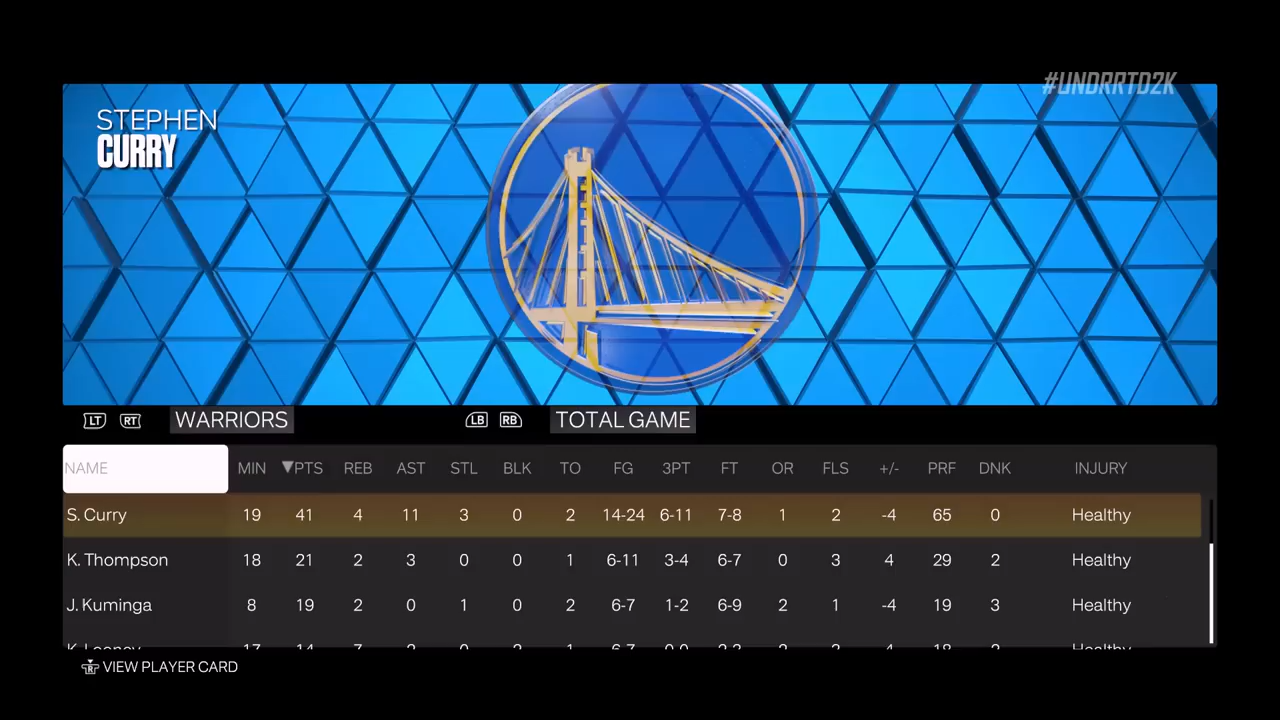 #UNDRRTD2K
STEPHEN
CURRY
LT RT WARRIORS LB RB TOTAL GAME
NAME MIN ▼PTS REB AST STL BLK TO FG 3PT FT OR FLS +/- PRF DNK INJURY
S. Curry 19 41 4 11 3 0 2 14-24 6-11 7-8 1 2 -4 65 0 Healthy
K. Thompson 18 21 2 3 0 0 1 6-11 3-4 6-7 0 3 4 29 2 Healthy
J. Kuminga 8 19 2 0 1 0 2 6-7 1-2 6-9 2 1 -4 19 3 Healthy
K. Looney 17 14 7
R VIEW PLAYER CARD